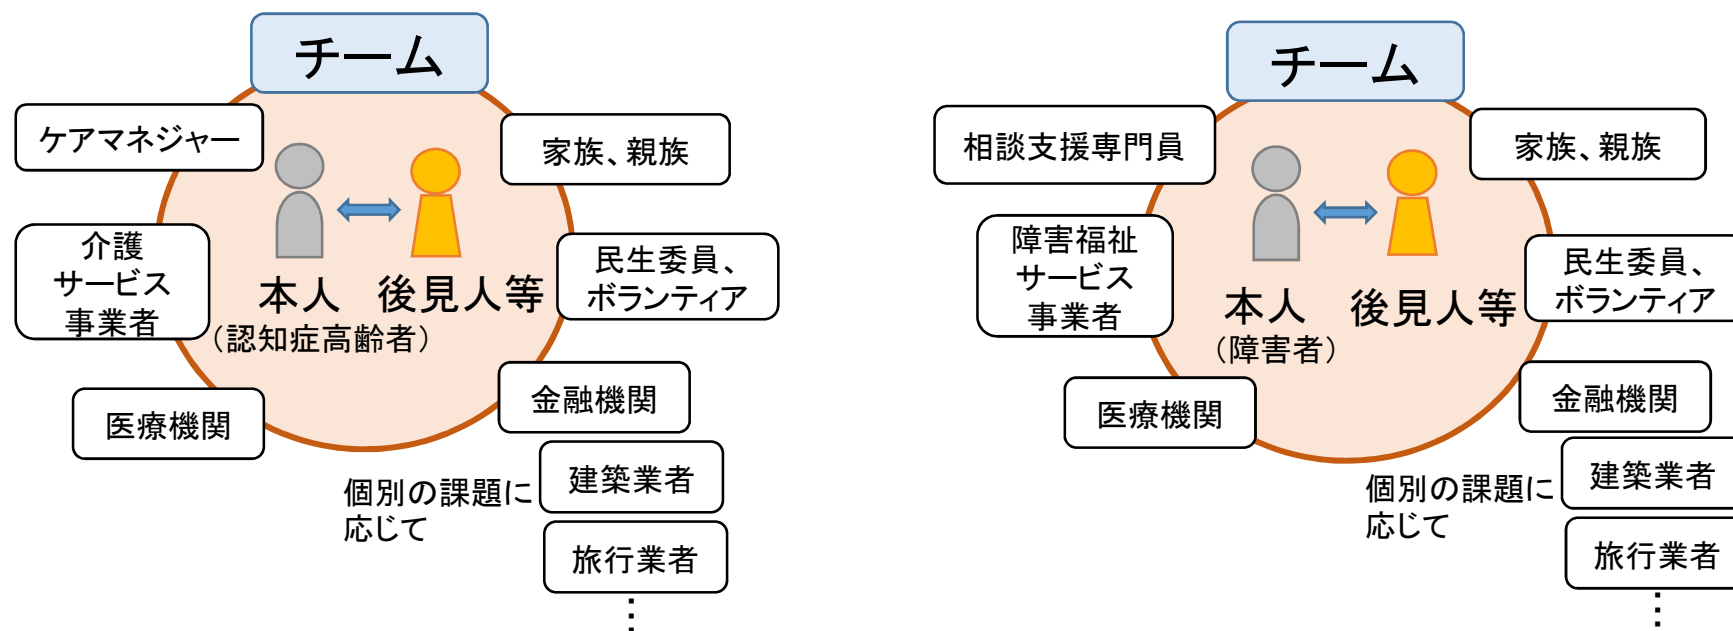 チーム
ケアマネジャー
家族、親族
介護
サービス
事業者
民生委員、
ボランティア
本人
後見人等
（認知症高齢者）
医療機関
金融機関
個別の課題に
応じて
建築業者
旅行業者
⋮
チーム
相談支援専門員
家族、親族
障害福祉
サービス
事業者
民生委員、
ボランティア
本人
後見人等
（障害者）
医療機関
金融機関
個別の課題に
応じて
建築業者
旅行業者
⋮